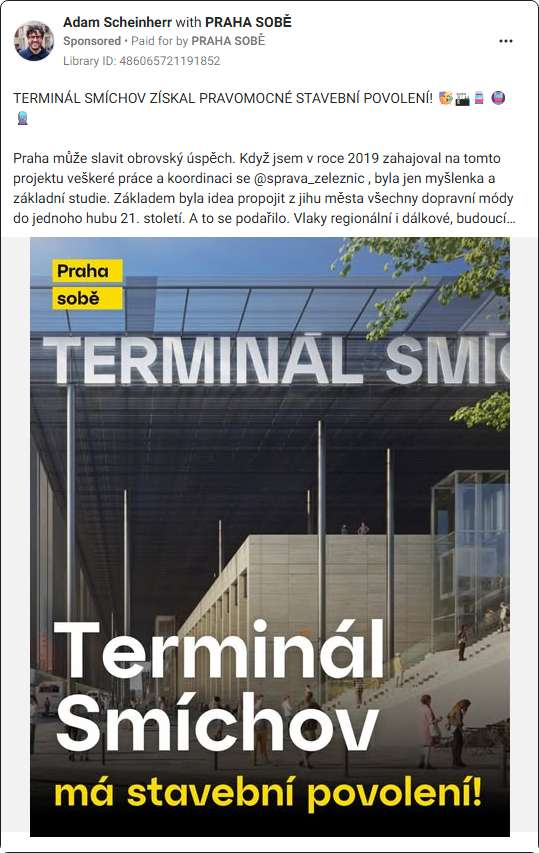 Adam Scheinherr with PRAHA SOBĚ
Sponsored • Paid for by PRAHA SOBĚ
Library ID: 486065721191852
TERMINÁL SMÍCHOV ZÍSKAL PRAVOMOCNÉ STAVEBNÍ POVOLENÍ!
Praha může slavit obrovský úspěch. Když jsem v roce 2019 zahajoval na tomto
projektu veškeré práce a koordinaci se @sprava_zeleznic , byla jen myšlenka a
základní studie. Základem byla idea propojit z jihu města všechny dopravní módy
do jednoho hubu 21. století. A to se podařilo. Vlaky regionální i dálkové, budoucí...
Praha
sobě
TERMINÁL SMÍC
Terminál
Smíchov
má stavební povolení!